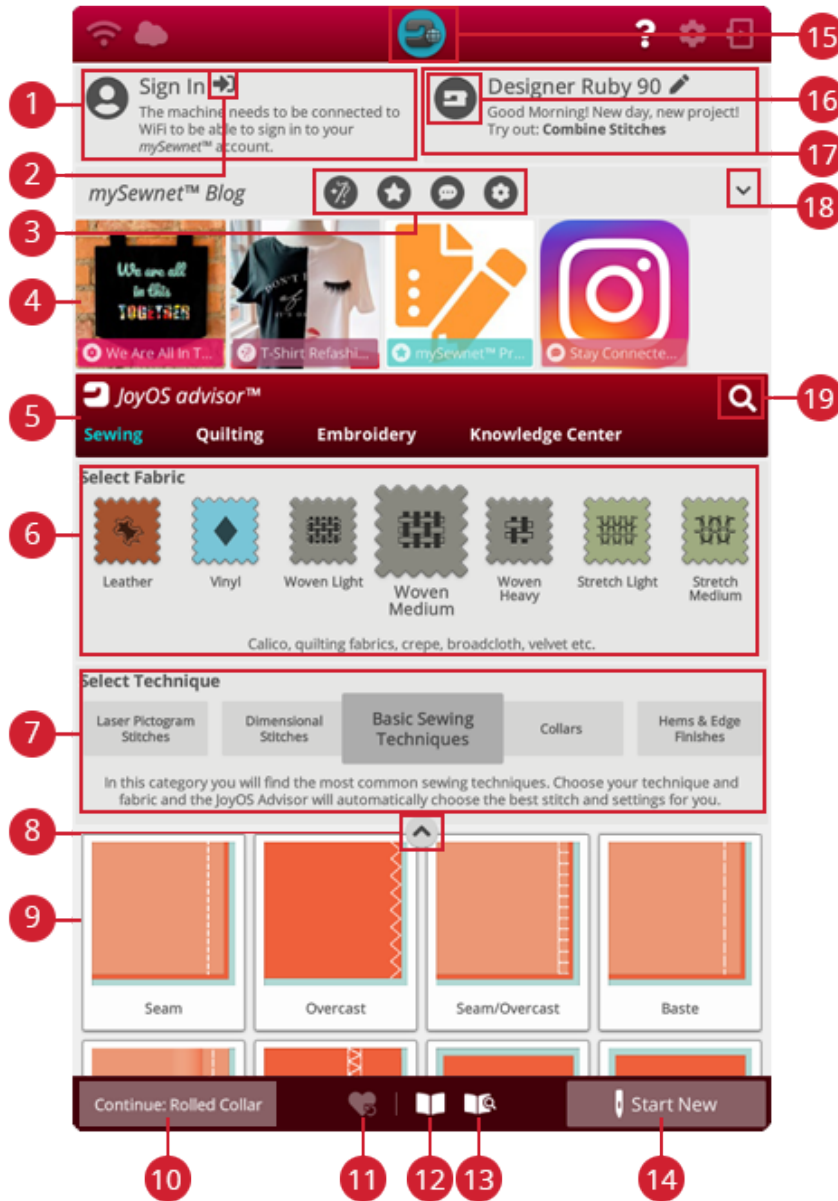 ?
15
1
Sign In
The machine needs to be connected to
WiFi to be able to sign in to your
mySewnet™ account.
2
Designer Ruby 90
Good Morning! New day, new project!
Try out: Combine Stitches
16
17
mySewnet™ Blog
18
3
4
We are all
in this
TOGETHER
We Are All In T...
T-Shirt Refashi...
mySewnet™ Pr...
Stay Connecte...
5
JoyOS advisor™
19
Sewing
Quilting
Embroidery
Knowledge Center
Select Fabric
6
Leather
Vinyl
Woven Light
Woven
Medium
Woven
Heavy
Stretch Light
Stretch
Medium
Calico, quilting fabrics, crepe, broadcloth, velvet etc.
Select Technique
7
Laser Pictogram
Stitches
Dimensional
Stitches
Basic Sewing
Techniques
Collars
Hems & Edge
Finishes
In this category you will find the most common sewing techniques. Choose your technique and
fabric and the JoyOS Advisor will automatically choose the best stitch and settings for you.
8
9
Seam
Overcast
Seam/Overcast
Baste
Continue: Rolled Collar
Start New
10
11
12
13
14